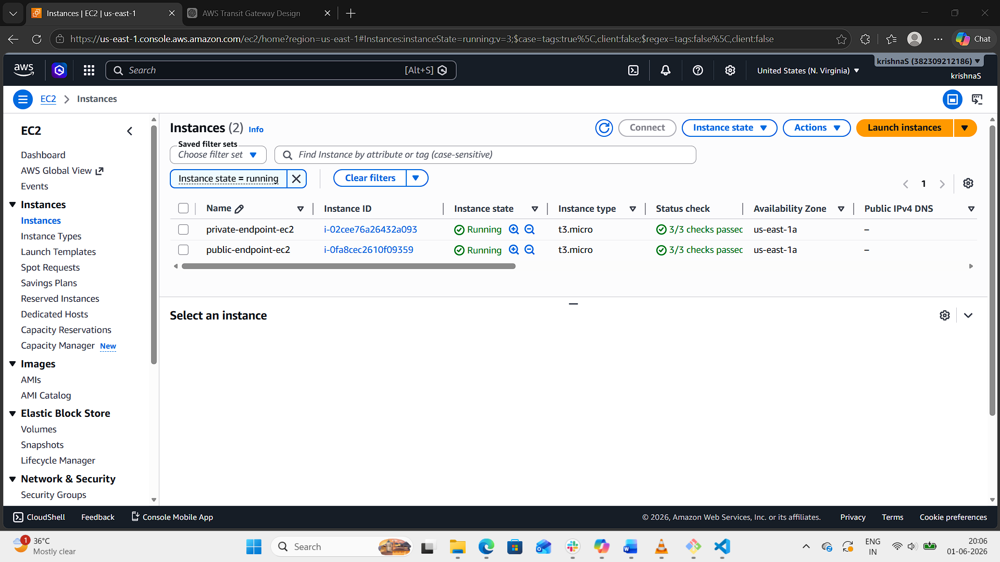 Instances | EC2 | us-east-1
AWS Transit Gateway Design
https://us-east-1.console.aws.amazon.com/ec2/home?region=us-east-1#Instances:instanceState=running;v=3;$case=tags:true%5C,client:false;$regex=tags:false%5C,client:false
Chat
aws
Search
[Alt+S]
United States (N. Virginia)
krishnaS (382309212186)
krishnaS
EC2
Instances
EC2
Dashboard
AWS Global View
Events
Instances
Instances
Instance Types
Launch Templates
Spot Requests
Savings Plans
Reserved Instances
Dedicated Hosts
Capacity Reservations
Capacity Manager New
Images
AMIs
AMI Catalog
Elastic Block Store
Volumes
Snapshots
Lifecycle Manager
Network & Security
Security Groups
Instances (2) Info
Connect
Instance state
Actions
Launch instances
Saved filter sets
Choose filter set
Find Instance by attribute or tag (case-sensitive)
Instance state = running
Clear filters
1
Name Instance ID Instance state Instance type Status check Availability Zone Public IPv4 DNS
private-endpoint-ec2 i-02cee76a26432a093 Running t3.micro 3/3 checks passed us-east-1a –
public-endpoint-ec2 i-0fa8cec2610f09359 Running t3.micro 3/3 checks passed us-east-1a –
Select an instance
CloudShell Feedback Console Mobile App
© 2026, Amazon Web Services, Inc. or its affiliates. Privacy Terms Cookie preferences
1
36°C
Mostly clear
Search
ENG
IN
20:06
01-06-2026